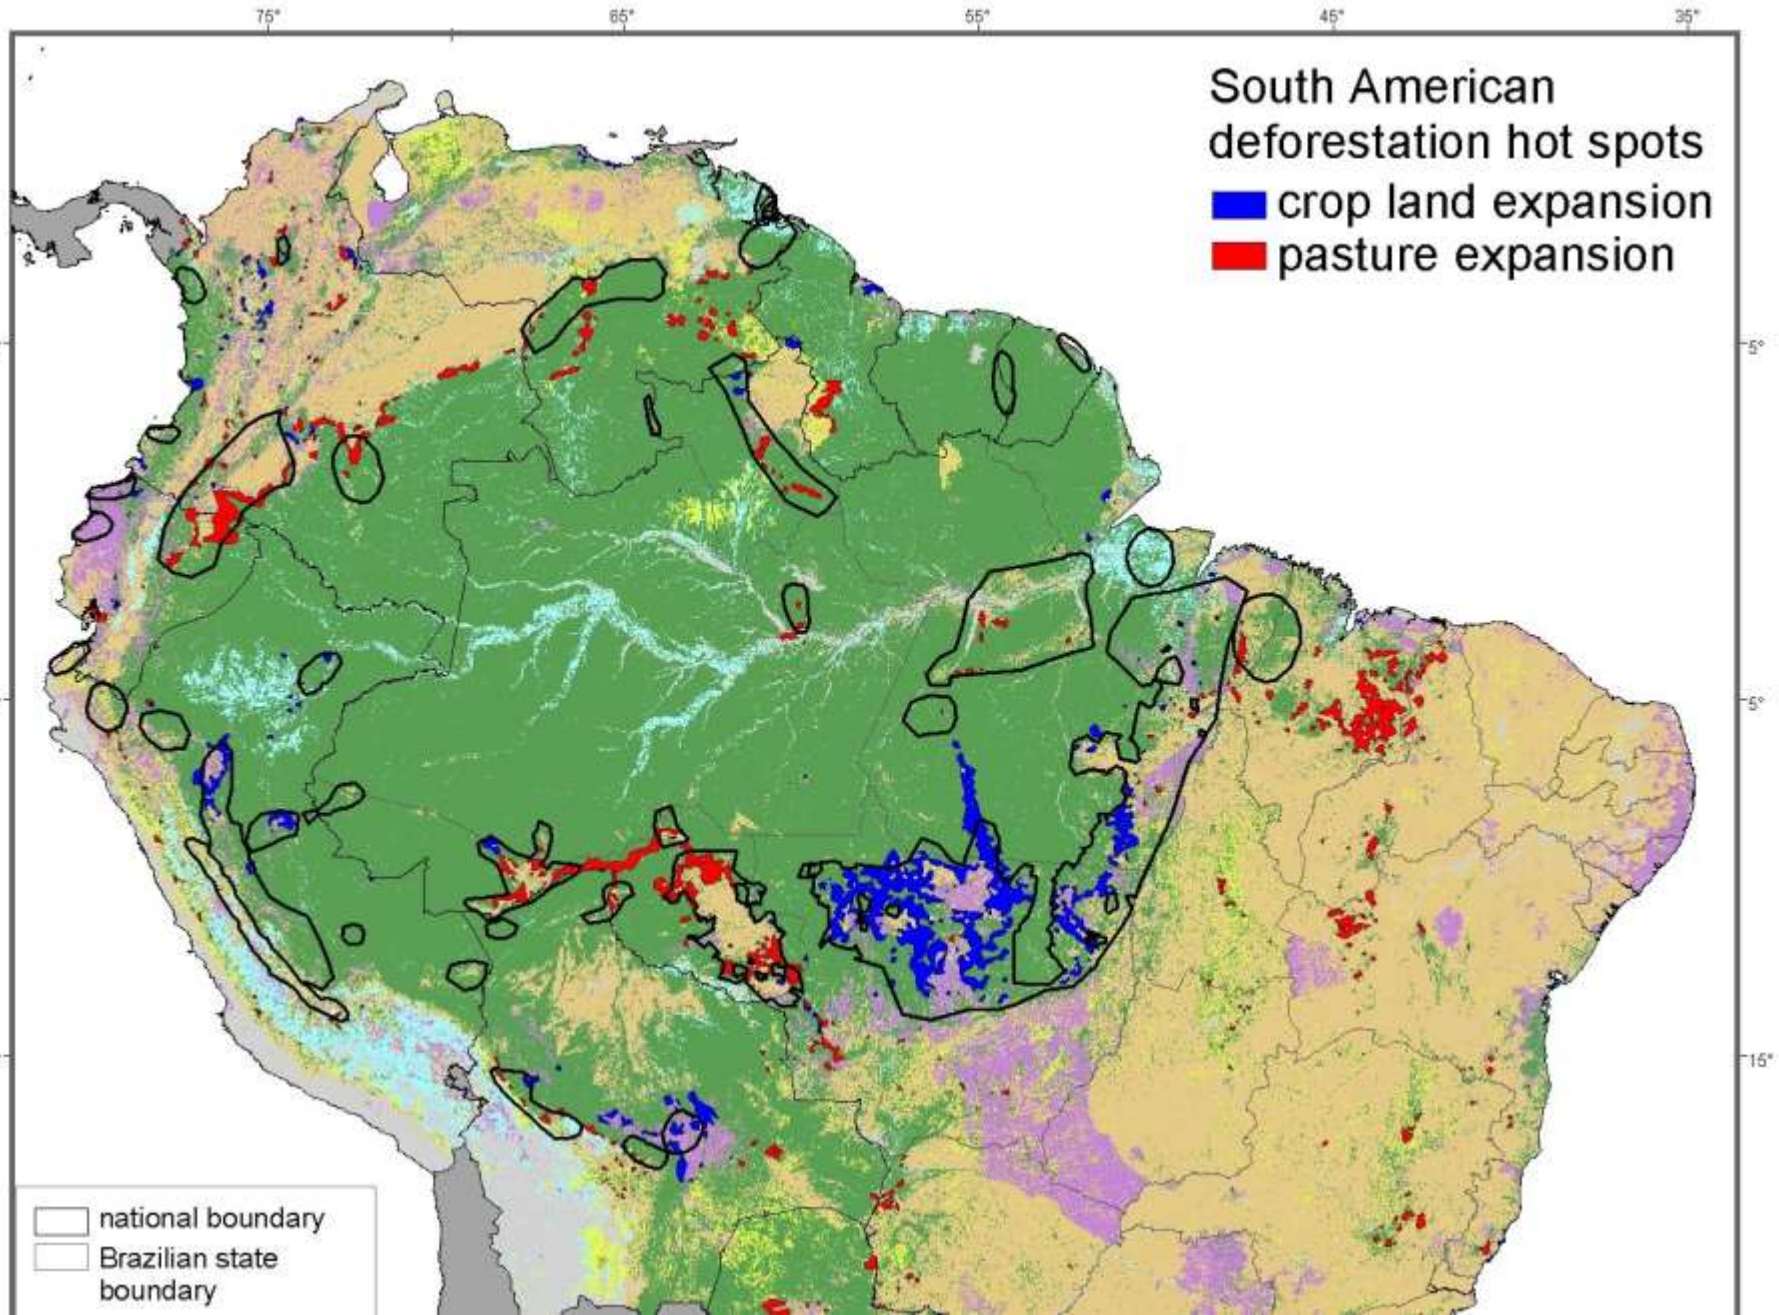 75°
65°
55°
45°
35°
South American
deforestation hot spots
crop land expansion
pasture expansion
5°
5°
15°
national boundary
Brazilian state
boundary